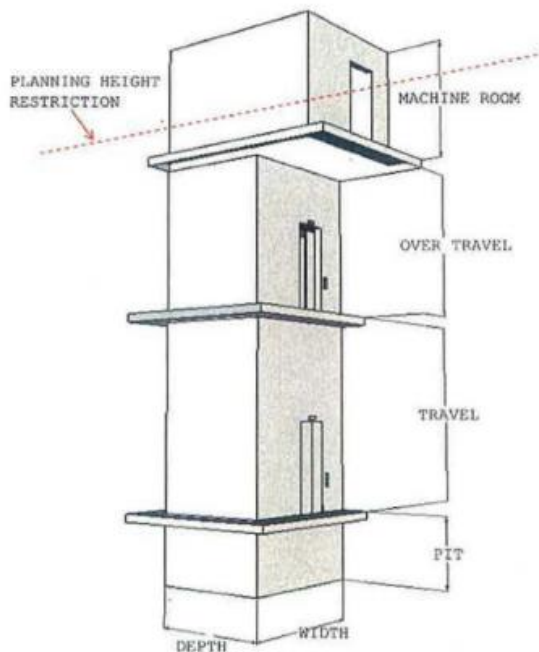 PLANNING HEIGHT
RESTRICTION
MACHINE ROOM
OVER TRAVEL
TRAVEL
PIT
WIDTH
DEPTH